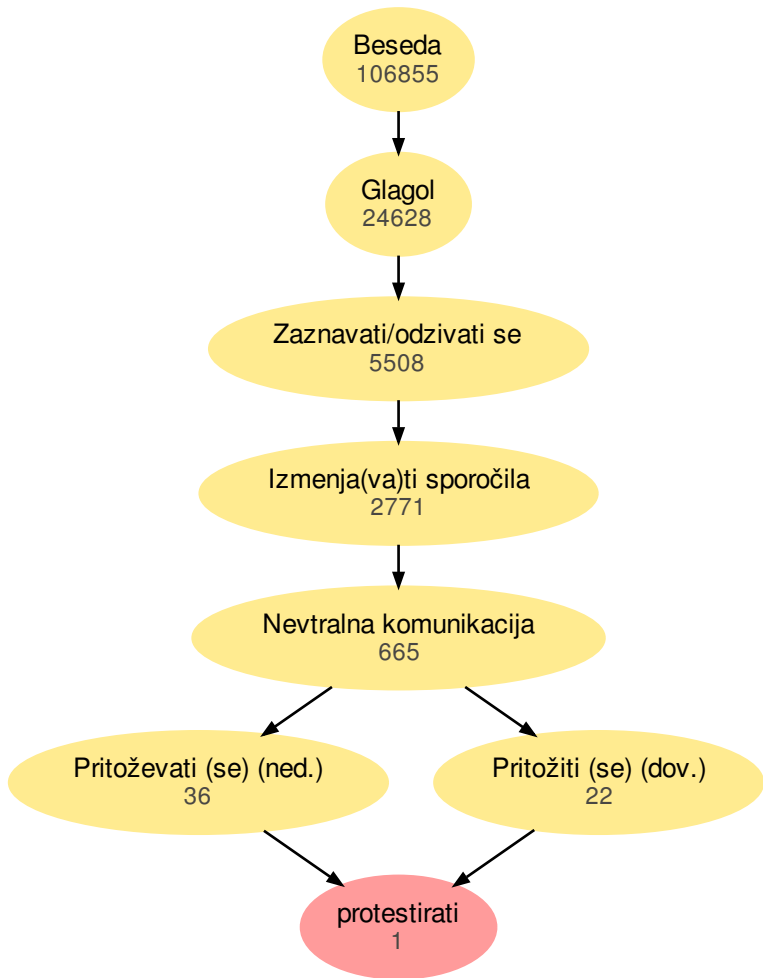 Beseda
106855
Glagol
24628
Zaznavati/odzivati se
5508
Izmenja(va)ti sporočila
2771
Nevtralna komunikacija
665
Pritoževati (se) (ned.)
36
Pritožiti (se) (dov.)
22
protestirati
1